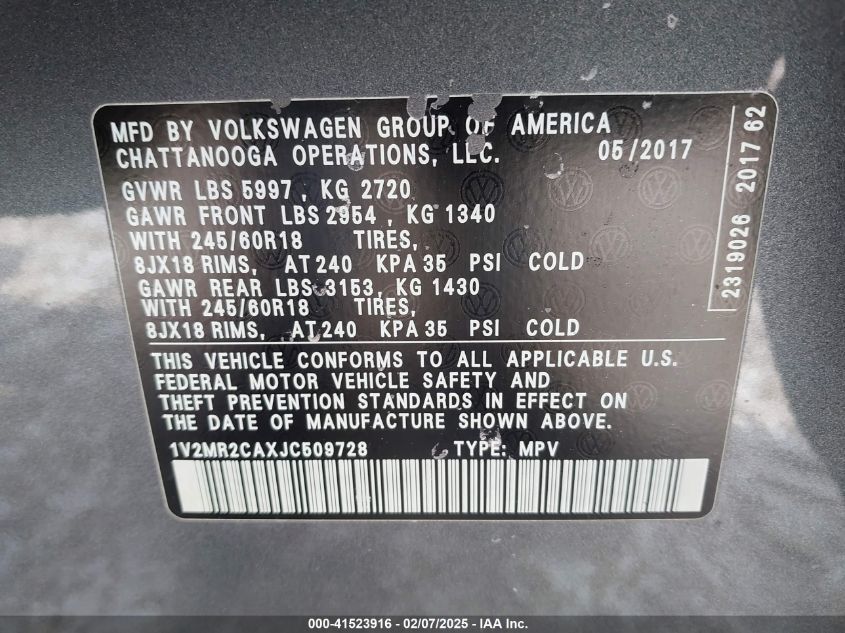 MFD BY VOLKSWAGEN GROUP OF AMERICA
CHATTANOOGA OPERATIONS, LLC. 05/2017
GVWR LBS 5997 , KG 2720
GAWR FRONT LBS 2954 , KG 1340
WITH 245/60R18 TIRES,
8JX18 RIMS, AT 240 KPA 35 PSI COLD
GAWR REAR LBS 3153, KG 1430
WITH 245/60R18 TIRES,
8JX18 RIMS, AT 240 KPA 35 PSI COLD
2319026 2017 62
THIS VEHICLE CONFORMS TO ALL APPLICABLE U.S.
FEDERAL MOTOR VEHICLE SAFETY AND
THEFT PREVENTION STANDARDS IN EFFECT ON
THE DATE OF MANUFACTURE SHOWN ABOVE.
1V2MR2CAXJC509728 TYPE: MPV
000-41523916 - 02/07/2025 - IAA Inc.